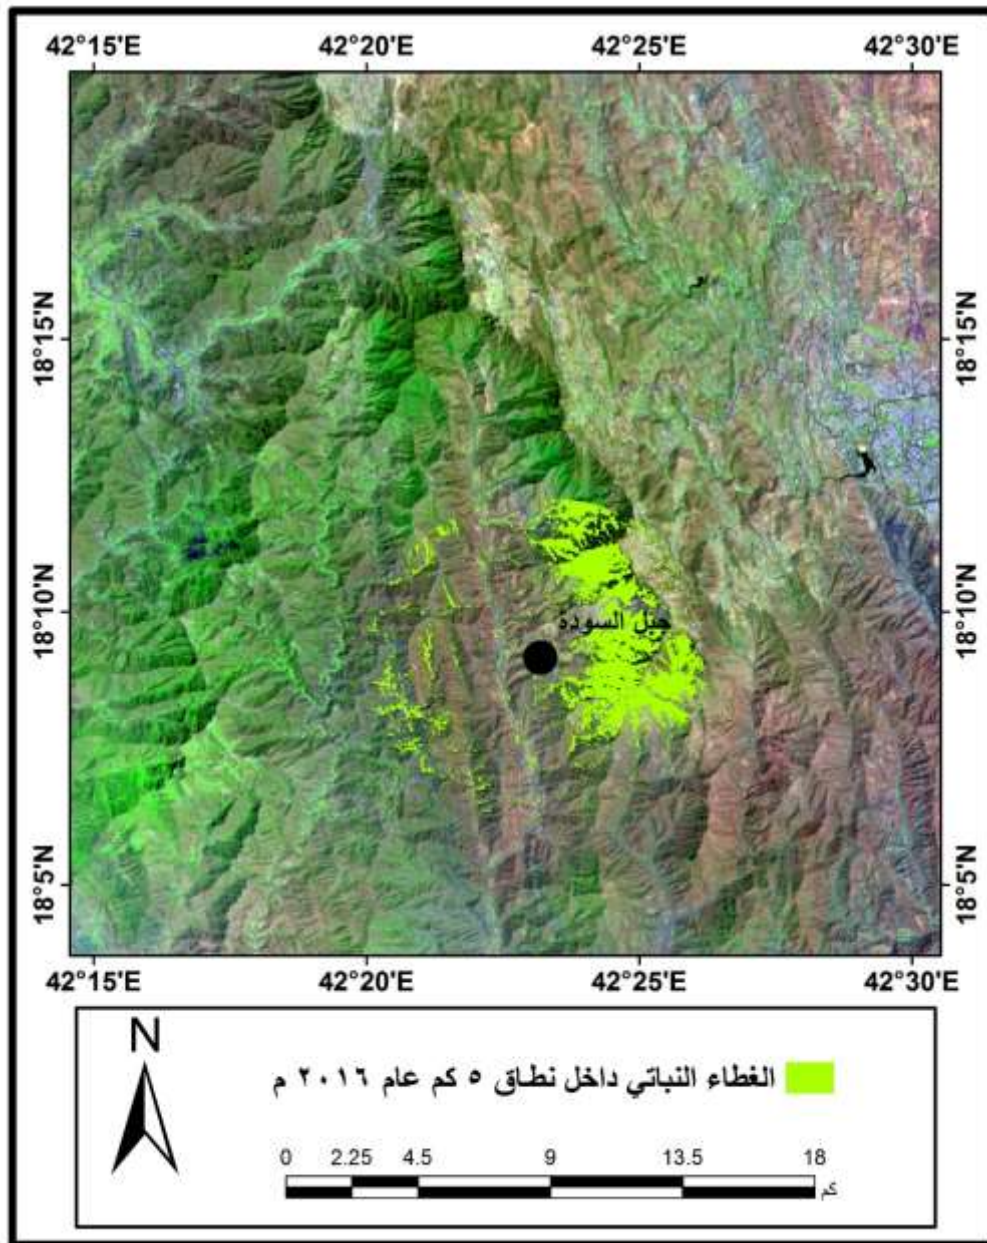 42°15'E 42°20'E 42°25'E 42°30'E
18°15'N 18°15'N
18°10'N 18°10'N
جبل السودة
18°5'N 18°5'N
42°15'E 42°20'E 42°25'E 42°30'E
N
الغطاء النباتي داخل نطاق ٥ كم عام ٢٠١٦ م
0 2.25 4.5 9 13.5 18
كم